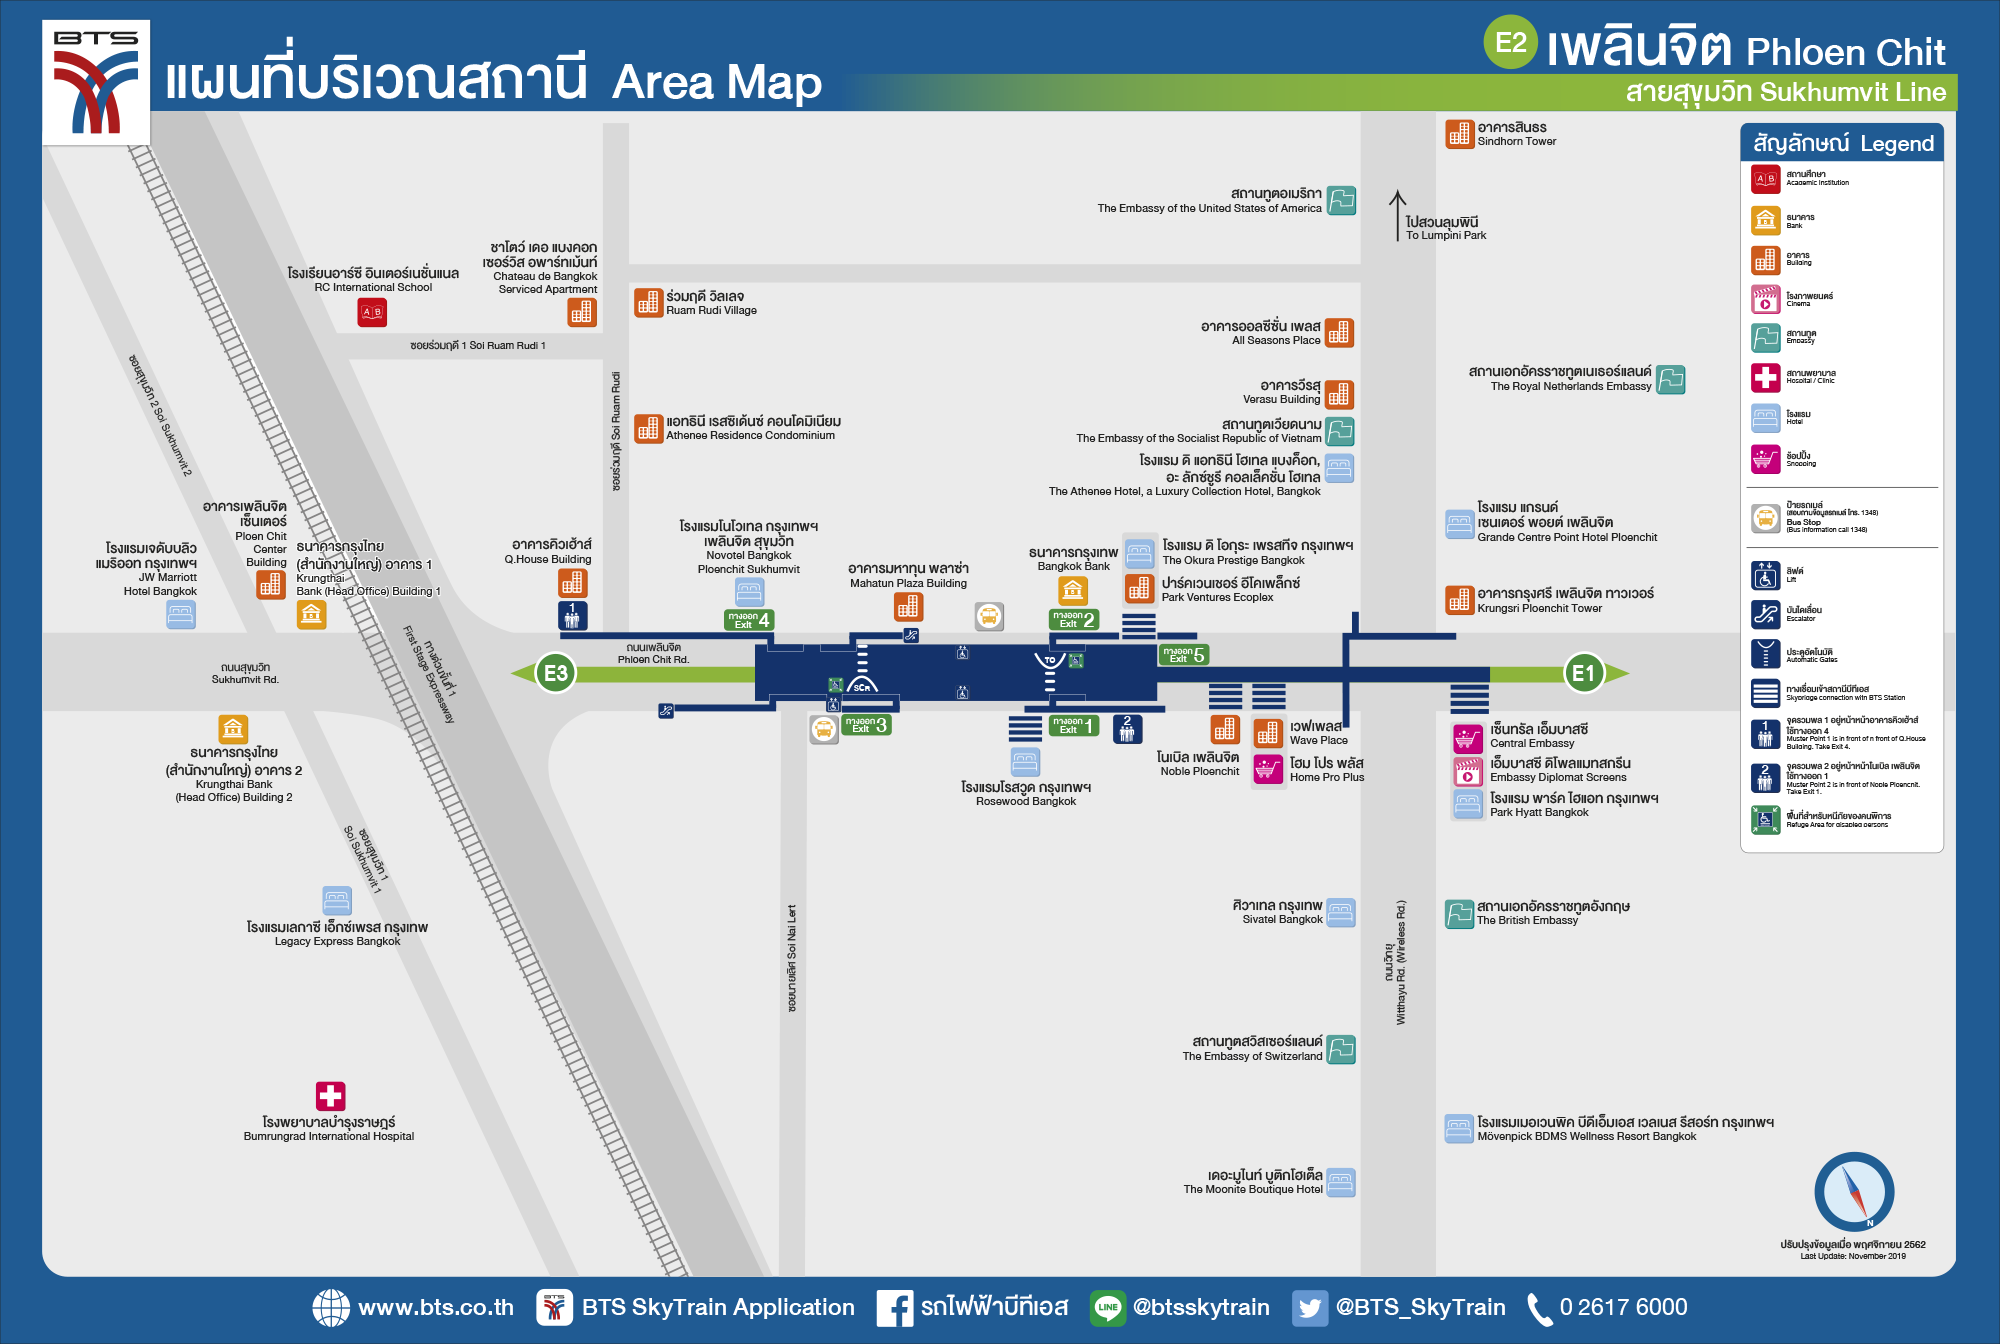 BTS
แผนที่บริเวณสถานี Area Map
E2 เพลินจิต Phloen Chit
สายสุขุมวิท Sukhumvit Line
อาคารสินธร
Sindhorn Tower
สถานทูตอเมริกา
The Embassy of the United States of America
ไปสวนลุมพินี
To Lumpini Park
ชาโตว์ เดอ แบงคอก
เซอร์วิส อพาร์ทเม้นท์
Chateau de Bangkok
Serviced Apartment
โรงเรียนอาร์ซี อินเตอร์เนชั่นแนล
RC International School
A B
ร่วมฤดี วิลเลจ
Ruam Rudi Village
ซอยร่วมฤดี 1 Soi Ruam Rudi 1
อาคารออลซีซั่น เพลส
All Seasons Place
ซอยสุขุมวิท 2 Soi Sukhumvit 2
ซอยร่วมฤดี Soi Ruam Rudi
อาคารวีรสุ
Verasu Building
สถานเอกอัครราชทูตเนเธอร์แลนด์
The Royal Netherlands Embassy
แอทธินี เรสซิเด้นซ์ คอนโดมิเนียม
Athenee Residence Condominium
สถานทูตเวียดนาม
The Embassy of the Socialist Republic of Vietnam
โรงแรม ดิ แอทธินี โฮเทล แบงค็อก,
อะ ลักซ์ชูรี คอลเล็คชั่น โฮเทล
The Athenee Hotel, a Luxury Collection Hotel, Bangkok
โรงแรม แกรนด์
เซนเตอร์ พอยต์ เพลินจิต
Grande Centre Point Hotel Ploenchit
อาคารเพลินจิต
เซ็นเตอร์
Ploen Chit
Center
Building
โรงแรมเจดับบลิว
แมริออท กรุงเทพฯ
JW Marriott
Hotel Bangkok
ธนาคารกรุงไทย
(สำนักงานใหญ่) อาคาร 1
Krungthai
Bank (Head Office) Building 1
อาคารคิวเฮ้าส์
Q.House Building
1
โรงแรมโนโวเทล กรุงเทพฯ
เพลินจิต สุขุมวิท
Novotel Bangkok
Ploenchit Sukhumvit
ทางออก
Exit 4
อาคารมหาทุน พลาซ่า
Mahatun Plaza Building
ธนาคารกรุงเทพ
Bangkok Bank
ทางออก
Exit 2
โรงแรม ดิ โอกุระ เพรสทีจ กรุงเทพฯ
The Okura Prestige Bangkok
ปาร์คเวนเชอร์ อีโคเพล็กซ์
Park Ventures Ecoplex
อาคารกรุงศรี เพลินจิต ทาวเวอร์
Krungsri Ploenchit Tower
ทางออก
Exit 5
ถนนสุขุมวิท
Sukhumvit Rd.
ทางด่วนขั้นที่ 1
First Stage Expressway
E3
ถนนเพลินจิต
Phloen Chit Rd.
SCM
TO
E1
ทางออก
Exit 3
ทางออก
Exit 1
2
ธนาคารกรุงไทย
(สำนักงานใหญ่) อาคาร 2
Krungthai Bank
(Head Office) Building 2
โรงแรมโรสวูด กรุงเทพฯ
Rosewood Bangkok
โนเบิล เพลินจิต
Noble Ploenchit
เวฟเพลส
Wave Place
โฮม โปร พลัส
Home Pro Plus
เซ็นทรัล เอ็มบาสซี
Central Embassy
เอ็มบาสซี ดิโพลแมทสกรีน
Embassy Diplomat Screens
โรงแรม พาร์ค ไฮแอท กรุงเทพฯ
Park Hyatt Bangkok
ซอยสุขุมวิท 1
Soi Sukhumvit 1
โรงแรมเลกาซี เอ็กซ์เพรส กรุงเทพ
Legacy Express Bangkok
ซอยนายเลิศ Soi Nai Lert
ศิวาเทล กรุงเทพ
Sivatel Bangkok
ถนนวิทยุ
Witthayu Rd. (Wireless Rd.)
สถานเอกอัครราชทูตอังกฤษ
The British Embassy
สถานทูตสวิสเซอร์แลนด์
The Embassy of Switzerland
โรงพยาบาลบำรุงราษฎร์
Bumrungrad International Hospital
โรงแรมเมอเวนพิค บีดีเอ็มเอส เวลเนส รีสอร์ท กรุงเทพฯ
Mövenpick BDMS Wellness Resort Bangkok
เดอะมูไนท์ บูติกโฮเต็ล
The Moonite Boutique Hotel
สัญลักษณ์ Legend
A B
สถานศึกษา
Academic Institution
ธนาคาร
Bank
อาคาร
Building
โรงภาพยนตร์
Cinema
สถานทูต
Embassy
สถานพยาบาล
Hospital / Clinic
โรงแรม
Hotel
ช้อปปิ้ง
Shopping
ป้ายรถเมล์
(สอบถามข้อมูลรถเมล์ โทร. 1348)
Bus Stop
(Bus information call 1348)
ลิฟต์
Lift
บันไดเลื่อน
Escalator
ประตูอัตโนมัติ
Automatic Gates
ทางเชื่อมเข้าสถานีบีทีเอส
Skybridge connection with BTS Station
1
จุดรวมพล 1 อยู่หน้าหน้าอาคารคิวเฮ้าส์
ใช้ทางออก 4
Muster Point 1 is in front of n front of Q.House
Building. Take Exit 4.
2
จุดรวมพล 2 อยู่หน้าหน้าโนเบิล เพลินจิต
ใช้ทางออก 1
Muster Point 2 is in front of Noble Ploenchit.
Take Exit 1.
พื้นที่สำหรับหนีภัยของคนพิการ
Refuge Area for disabled persons
N
ปรับปรุงข้อมูลเมื่อ พฤศจิกายน 2562
Last Update: November 2019
www.bts.co.th
BTS
BTS SkyTrain Application
รถไฟฟ้าบีทีเอส
LINE
@btsskytrain
@BTS_SkyTrain
0 2617 6000